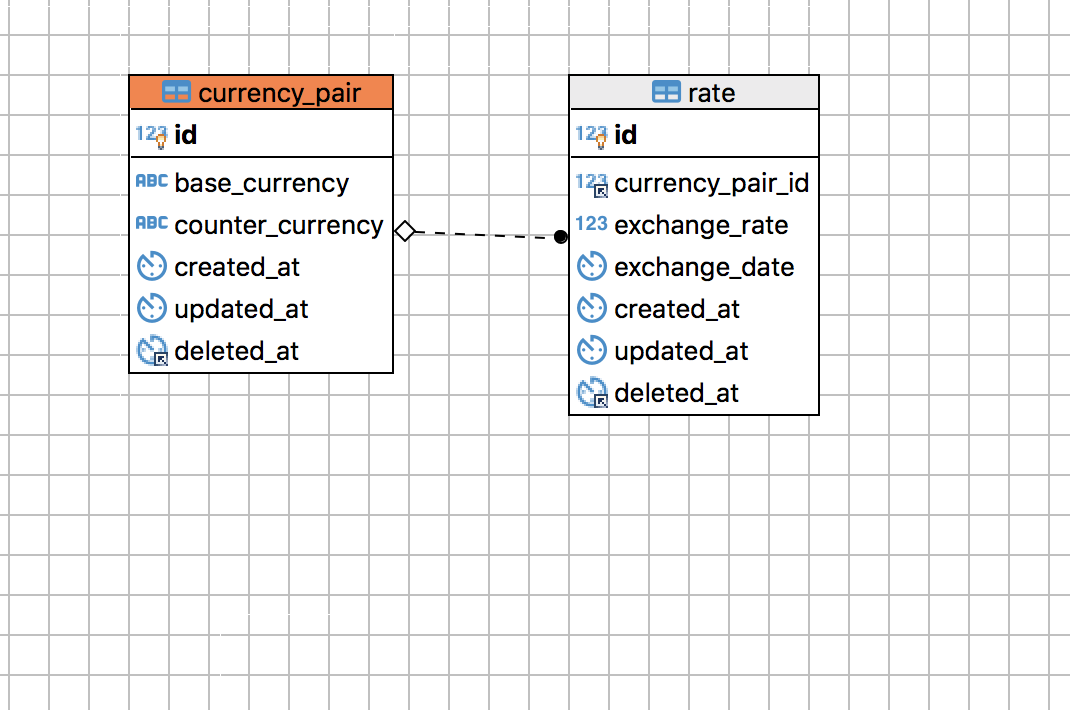 currency_pair
123 id
ABC base_currency
ABC counter_currency
created_at
updated_at
deleted_at
rate
123 id
123 currency_pair_id
123 exchange_rate
exchange_date
created_at
updated_at
deleted_at